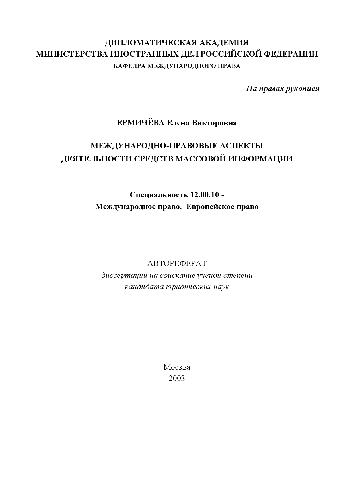 ДИПЛОМАТИЧЕСКАЯ АКАДЕМИЯ
МИНИСТЕРСТВА ИНОСТРАННЫХ ДЕЛ РОССИЙСКОЙ ФЕДЕРАЦИИ
КАФЕДРА МЕЖДУНАРОДНОГО ПРАВА
На правах рукописи
ЕРМИЧЁВА Елена Викторовна
МЕЖДУНАРОДНО-ПРАВОВЫЕ АСПЕКТЫ
ДЕЯТЕЛЬНОСТИ СРЕДСТВ МАССОВОЙ ИНФОРМАЦИИ
Специальность 12.00.10 -
Международное право. Европейское право
АВТОРЕФЕРАТ
диссертации на соискание ученой степени
кандидата юридических наук
Москва
2003